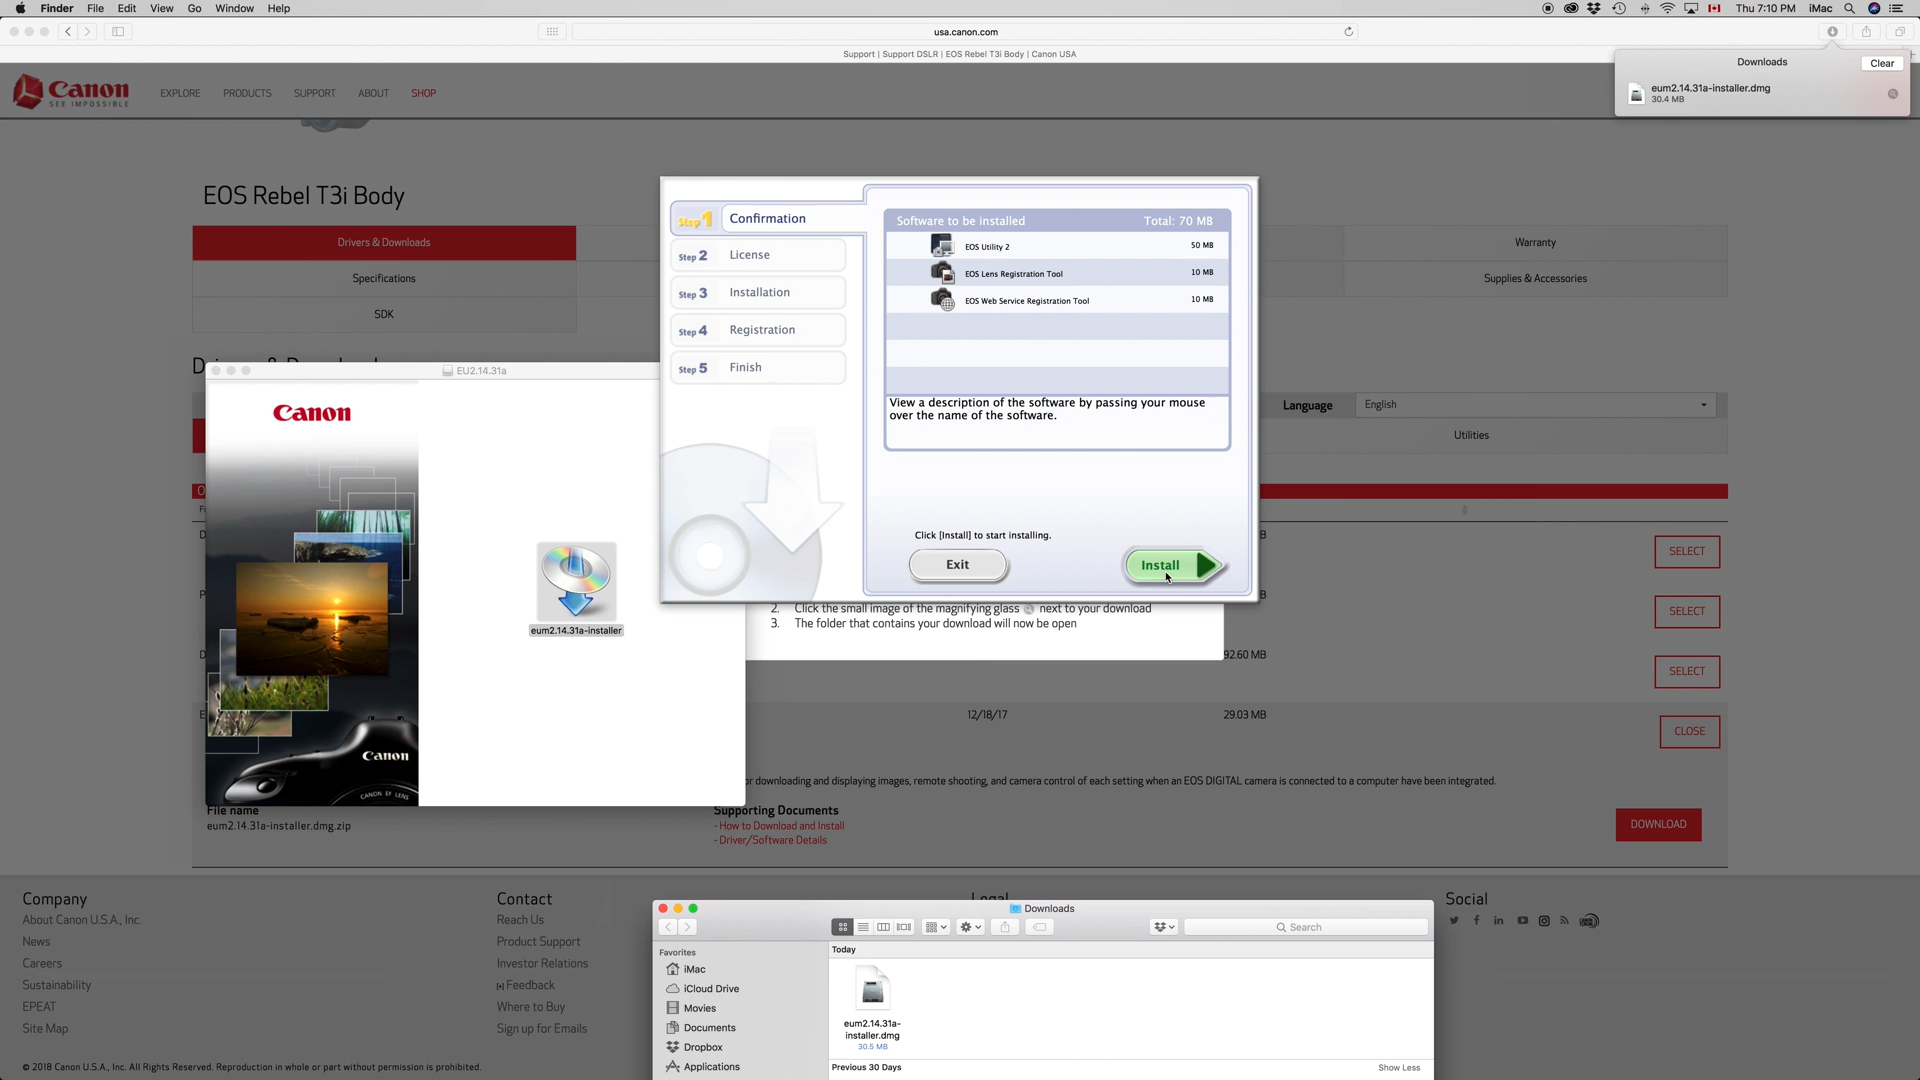 Finder File Edit View Go Window Help
Thu 7:10 PM iMac
usa.canon.com
Support | Support DSLR | EOS Rebel T3i Body | Canon USA
Downloads
Clear
eum2.14.31a-installer.dmg
30.4 MB
Canon
SEE IMPOSSIBLE
EXPLORE PRODUCTS SUPPORT ABOUT SHOP
EOS Rebel T3i Body
Drivers & Downloads
Warranty
Specifications
Supplies & Accessories
SDK
Language
English
Utilities
SELECT
SELECT
92.60 MB
SELECT
12/18/17
29.03 MB
CLOSE
or downloading and displaying images, remote shooting, and camera control of each setting when an EOS DIGITAL camera is connected to a computer have been integrated.
File name
eum2.14.31a-installer.dmg.zip
Supporting Documents
- How to Download and Install
- Driver/Software Details
DOWNLOAD
Step 1 Confirmation
Step 2 License
Step 3 Installation
Step 4 Registration
Step 5 Finish
Software to be installed Total: 70 MB
EOS Utility 2 50 MB
EOS Lens Registration Tool 10 MB
EOS Web Service Registration Tool 10 MB
View a description of the software by passing your mouse
over the name of the software.
Click [Install] to start installing.
Exit
Install
2. Click the small image of the magnifying glass next to your download
3. The folder that contains your download will now be open
EU2.14.31a
Canon
eum2.14.31a-installer
Canon
CANON EF LENS
Company
About Canon U.S.A., Inc.
News
Careers
Sustainability
EPEAT
Site Map
Contact
Reach Us
Product Support
Investor Relations
[+] Feedback
Where to Buy
Sign up for Emails
Legal
Social
© 2018 Canon U.S.A., Inc. All Rights Reserved. Reproduction in whole or part without permission is prohibited.
Downloads
Search
Favorites
iMac
iCloud Drive
Movies
Documents
Dropbox
Applications
Today
eum2.14.31a-
installer.dmg
30.5 MB
Previous 30 Days
Show Less